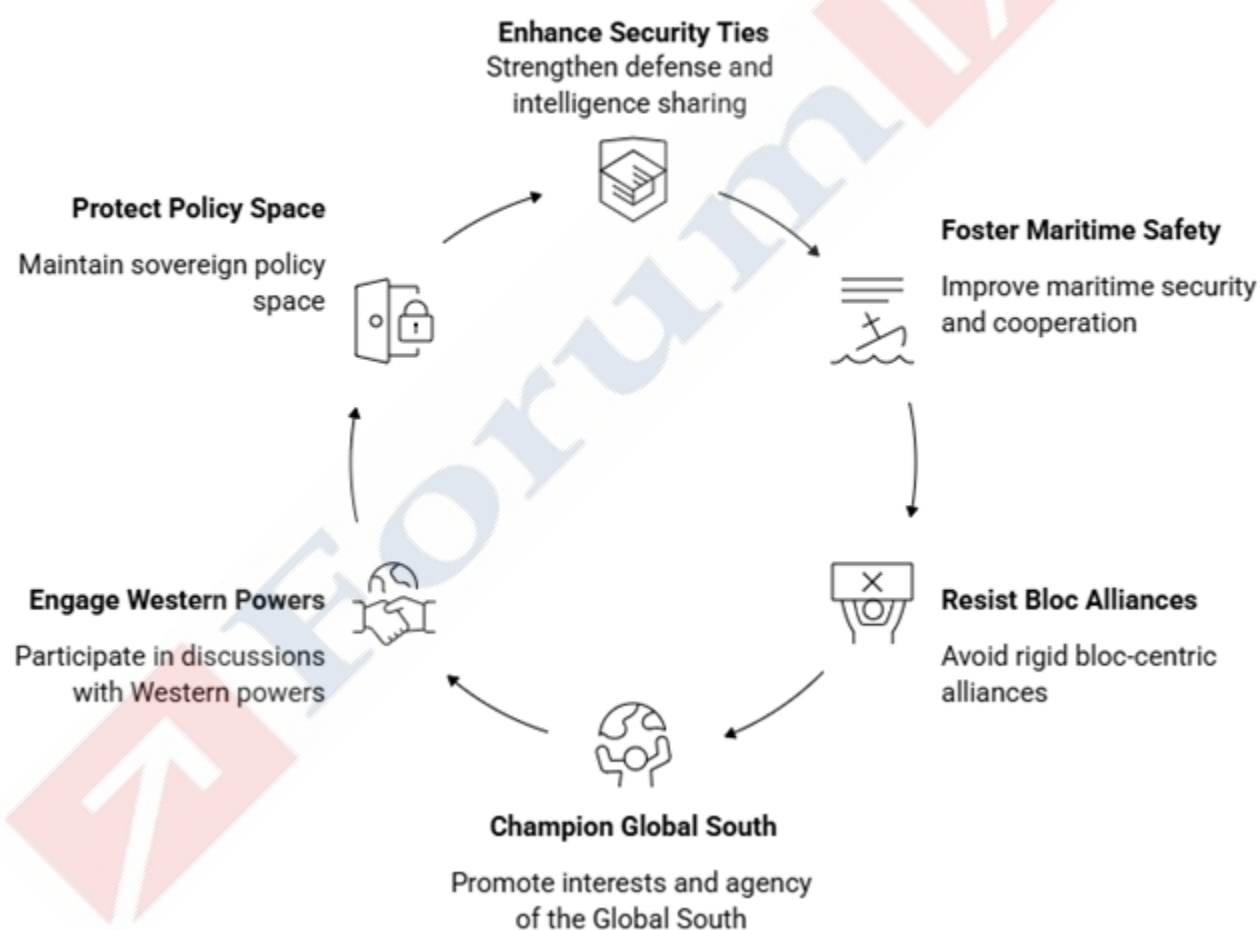 Enhance Security Ties
Strengthen defense and
intelligence sharing
Foster Maritime Safety
Improve maritime security
and cooperation
Resist Bloc Alliances
Avoid rigid bloc-centric
alliances
Champion Global South
Promote interests and agency
of the Global South
Engage Western Powers
Participate in discussions
with Western powers
Protect Policy Space
Maintain sovereign policy
space
Forum